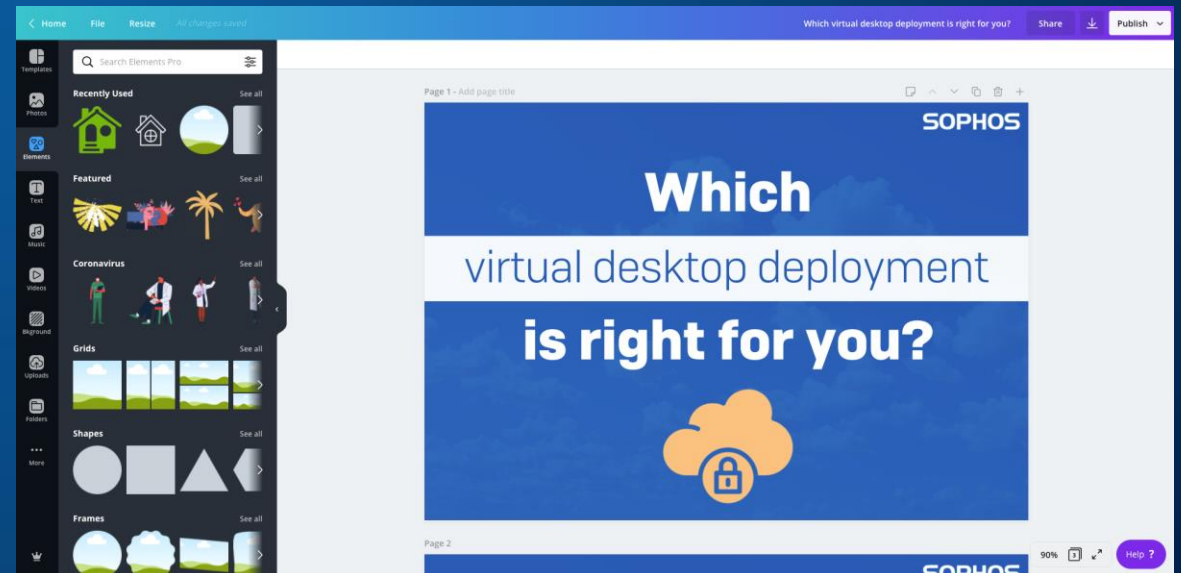 Home File Resize All changes saved Which virtual desktop deployment is right for you? Share Publish
Templates
Photos
Elements
Text
Music
Videos
Bkground
Uploads
Folders
More
Search Elements Pro
Recently Used See all
Featured See all
Coronavirus See all
Grids See all
Shapes See all
Frames See all
Page 1 - Add page title
SOPHOS
Which
virtual desktop deployment
is right for you?
Page 2
SOPHOS
90% 3 Help ?